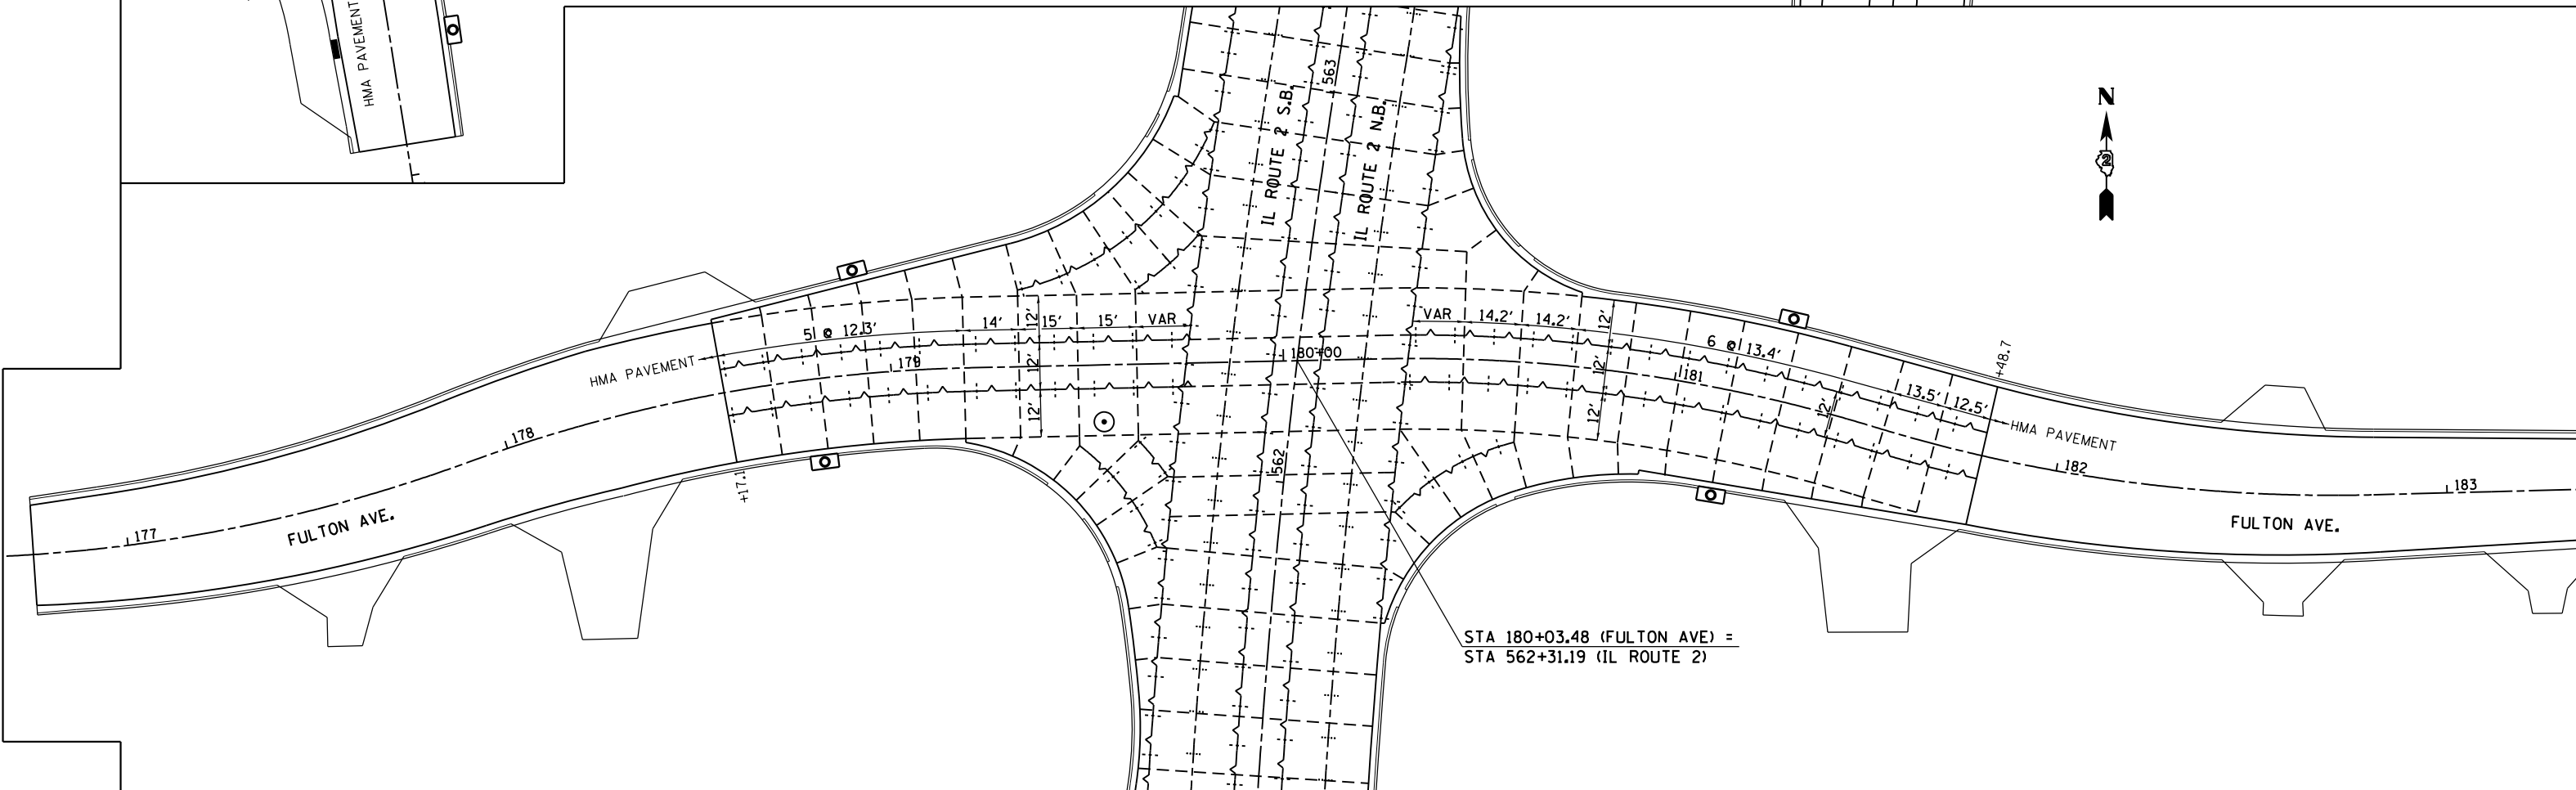 HMA PAVEMENT
563
IL ROUTE 2 S.B.
IL ROUTE 2 N.B.
N
2
5 @ 12.3'
14'
12'
15'
15'
VAR
VAR
14.2'
14.2'
12'
6 @ 13.4'
13.5'
12.5'
+48.7
HMA PAVEMENT
179
12'
180+00
12'
181
12'
HMA PAVEMENT
12'
12'
178
562
182
+17.1
183
177
FULTON AVE.
FULTON AVE.
STA 180+03.48 (FULTON AVE) =
STA 562+31.19 (IL ROUTE 2)